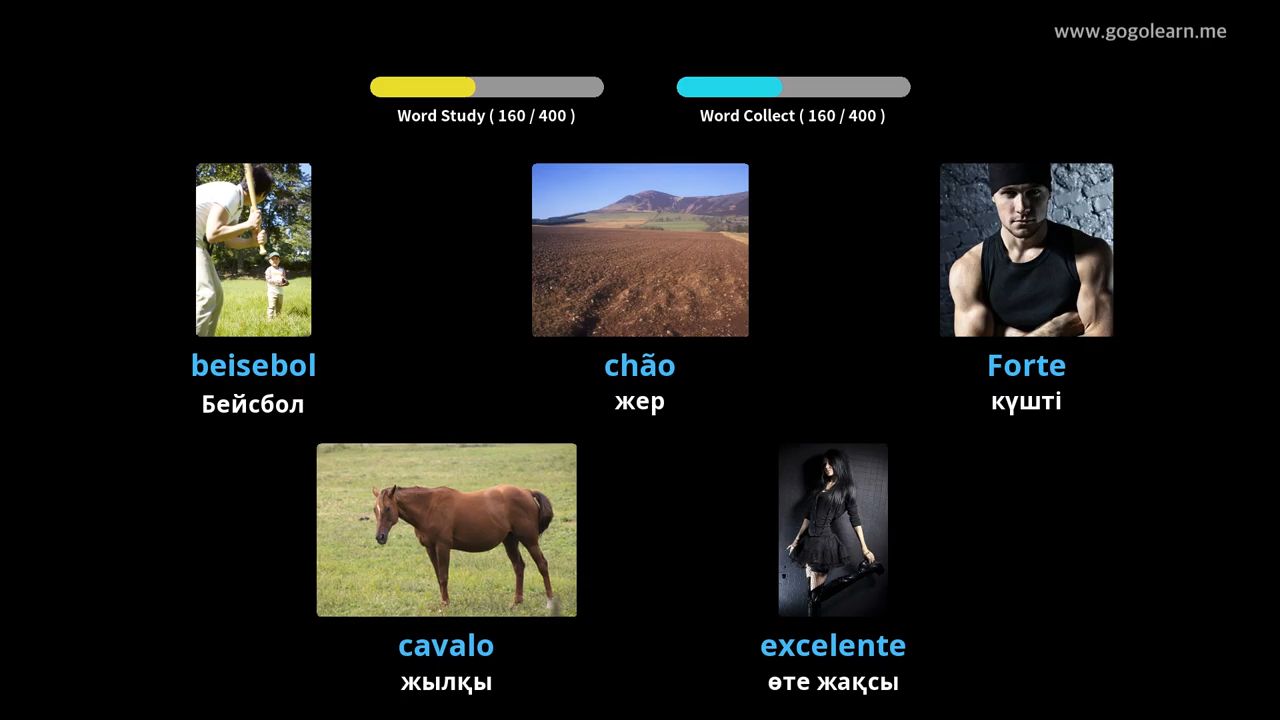 www.gogolearn.me
Word Study ( 160 / 400 )
Word Collect ( 160 / 400 )
beisebol
Бейсбол
chão
жер
Forte
күшті
cavalo
жылқы
excelente
өте жақсы